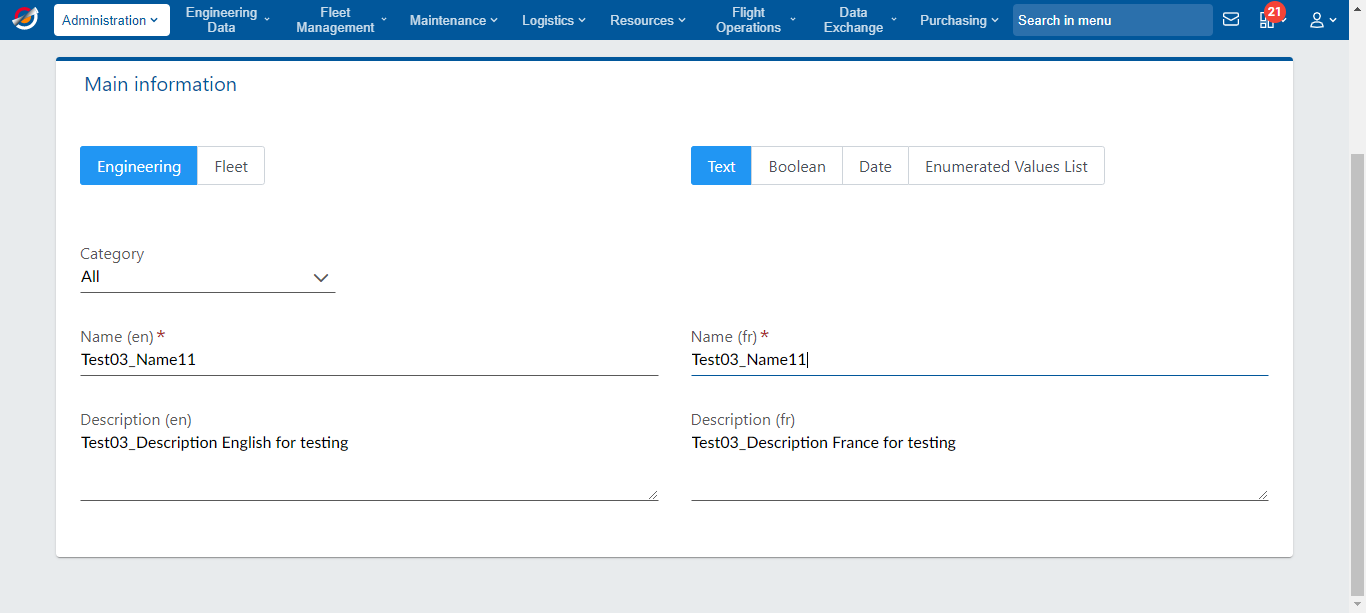 Administration
Engineering
Data
Fleet
Management
Maintenance
Logistics
Resources
Flight
Operations
Data
Exchange
Purchasing
Search in menu
21
Main information
Engineering Fleet
Text Boolean Date Enumerated Values List
Category
All
Name (en) *
Test03_Name11
Name (fr) *
Test03_Name11
Description (en)
Test03_Description English for testing
Description (fr)
Test03_Description France for testing